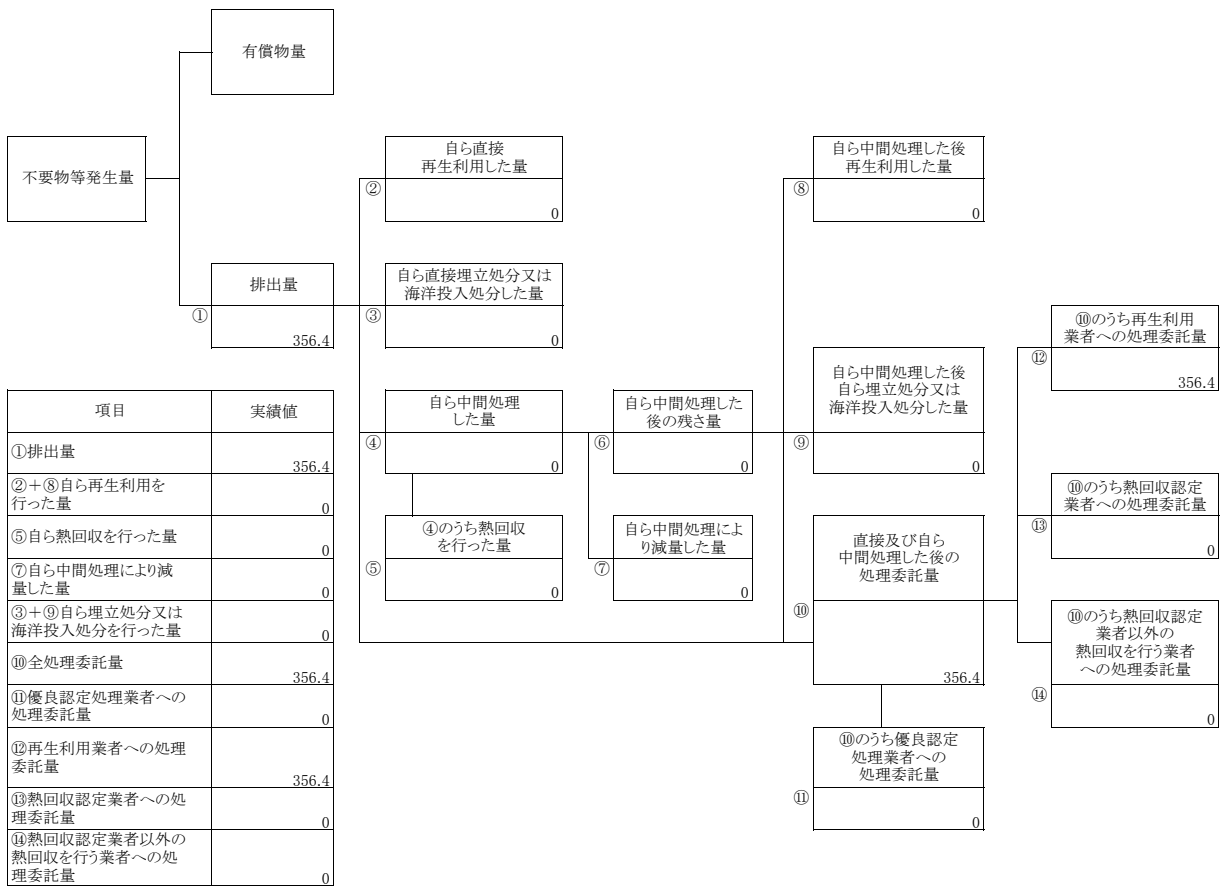 有償物量
不要物等発生量
排出量
①
356.4
自ら直接
再生利用した量
②
0
自ら直接埋立処分又は
海洋投入処分した量
③
0
自ら中間処理
した量
④
0
④のうち熱回収
を行った量
⑤
0
自ら中間処理した
後の残さ量
⑥
0
自ら中間処理によ
り減量した量
⑦
0
自ら中間処理した後
再生利用した量
⑧
0
自ら中間処理した後
自ら埋立処分又は
海洋投入処分した量
⑨
0
直接及び自ら
中間処理した後の
処理委託量
⑩
356.4
⑩のうち優良認定
処理業者への
処理委託量
⑪
0
⑩のうち再生利用
業者への処理委託量
⑫
356.4
⑩のうち熱回収認定
業者への処理委託量
⑬
0
⑩のうち熱回収認定
業者以外の
熱回収を行う業者
への処理委託量
⑭
0
項目 実績値
①排出量
356.4
②+⑧自ら再生利用を
行った量
0
⑤自ら熱回収を行った量
0
⑦自ら中間処理により減
量した量
0
③+⑨自ら埋立処分又は
海洋投入処分を行った量
0
⑩全処理委託量
356.4
⑪優良認定処理業者への
処理委託量
0
⑫再生利用業者への処理
委託量
356.4
⑬熱回収認定業者への処
理委託量
0
⑭熱回収認定業者以外の
熱回収を行う業者への処
理委託量
0